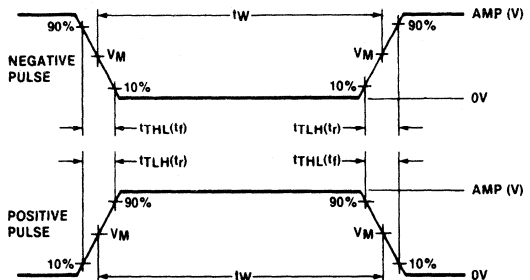 tW
AMP (V)
90%
90%
NEGATIVE
PULSE
VM
VM
10%
10%
0V
tTHL(tf)
tTLH(tr)
tTLH(tr)
tTHL(tf)
AMP (V)
90%
90%
POSITIVE
PULSE
VM
VM
10%
10%
tW
0V